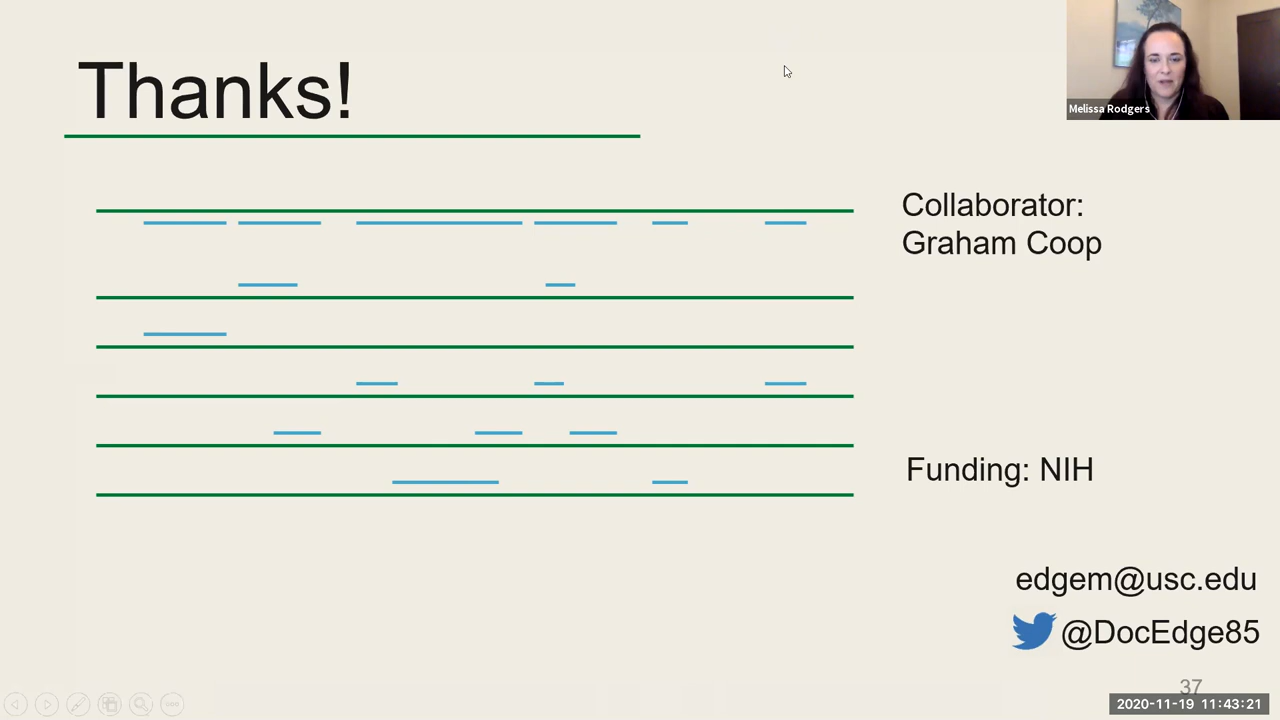 Thanks!
Melissa Rodgers
Collaborator:
Graham Coop
Funding: NIH
edgem@usc.edu
@DocEdge85
37
2020-11-19 11:43:21